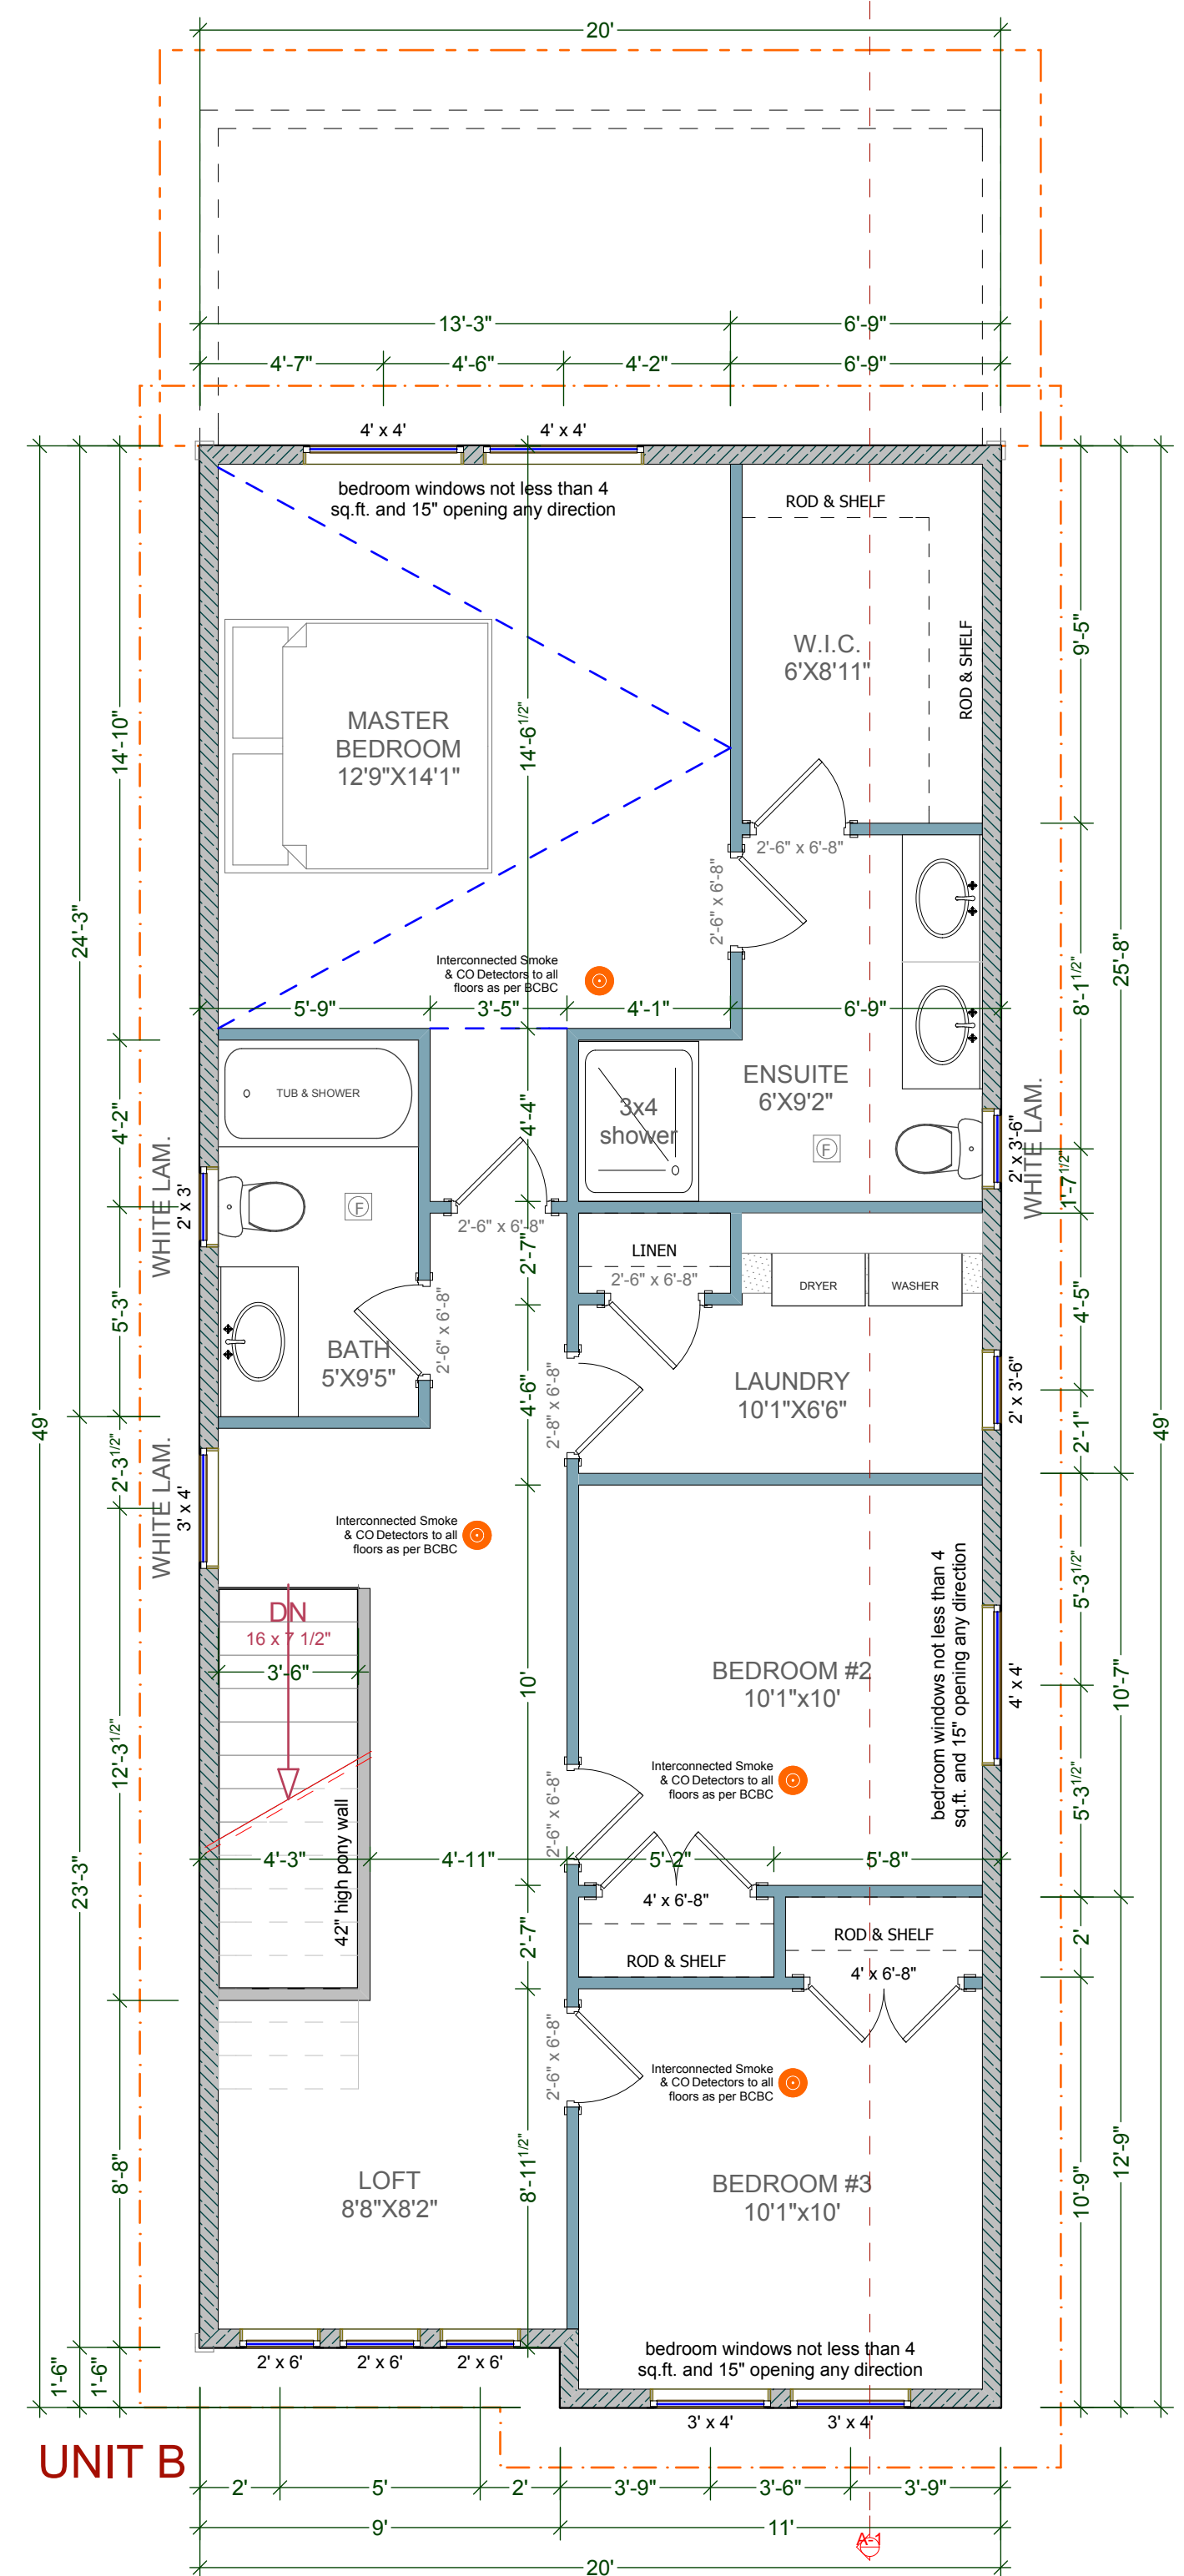 20'
13'-3"
6'-9"
4'-7"
4'-6"
4'-2"
6'-9"
4' x 4'
4' x 4'
bedroom windows not less than 4
sq.ft. and 15" opening any direction
ROD & SHELF
ROD & SHELF
W.I.C.
6'X8'11"
9'-5"
MASTER
BEDROOM
12'9"X14'1"
14'-6 1/2"
14'-10"
2'-6" x 6'-8"
2'-6" x 6'-8"
24'-3"
25'-8"
8'-1 1/2"
Interconnected Smoke
& CO Detectors to all
floors as per BCBC
5'-9"
3'-5"
4'-1"
6'-9"
TUB & SHOWER
ENSUITE
6'X9'2"
3x4
shower
F
4'-2"
4'-4"
2' x 3'-6"
WHITE LAM.
1'-7 1/2"
WHITE LAM.
2' x 3'
F
2'-6" x 6'-8"
2'-7"
LINEN
2'-6" x 6'-8"
DRYER
WASHER
5'-3"
4'-5"
2'-6" x 6'-8"
BATH
5'X9'5"
4'-6"
2'-8" x 6'-8"
LAUNDRY
10'1"X6'6"
2' x 3'-6"
2'-1"
49'
49'
2'-3 1/2"
WHITE LAM.
3' x 4'
Interconnected Smoke
& CO Detectors to all
floors as per BCBC
bedroom windows not less than 4
sq.ft. and 15" opening any direction
5'-3 1/2"
DN
16 x 7 1/2"
3'-6"
10'
BEDROOM #2
10'1"x10'
4' x 4'
10'-7"
12'-3 1/2"
Interconnected Smoke
& CO Detectors to all
floors as per BCBC
5'-3 1/2"
2'-6" x 6'-8"
42" high pony wall
23'-3"
4'-3"
4'-11"
5'-2"
5'-8"
4' x 6'-8"
2'-7"
ROD & SHELF
ROD & SHELF
4' x 6'-8"
2'
2'-6" x 6'-8"
Interconnected Smoke
& CO Detectors to all
floors as per BCBC
8'-8"
8'-11 1/2"
12'-9"
10'-9"
LOFT
8'8"X8'2"
BEDROOM #3
10'1"x10'
bedroom windows not less than 4
sq.ft. and 15" opening any direction
2' x 6'
2' x 6'
2' x 6'
1'-6"
1'-6"
3' x 4'
3' x 4'
UNIT B
2'
5'
2'
3'-9"
3'-6"
3'-9"
9'
11'
A-1
20'